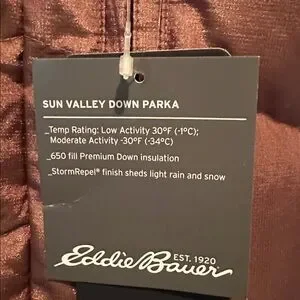 SUN VALLEY DOWN PARKA
_Temp Rating: Low Activity 30°F (-1°C);
Moderate Activity -30°F (-34°C)
_650 fill Premium Down insulation
_StormRepel® finish sheds light rain and snow
EST. 1920
Eddie Bauer